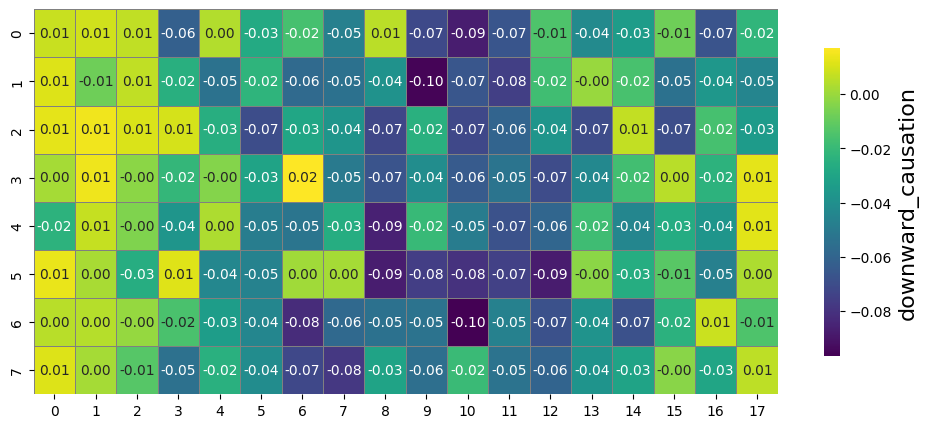 0 0.01 0.01 0.01 -0.06 0.00 -0.03 -0.02 -0.05 0.01 -0.07 -0.09 -0.07 -0.01 -0.04 -0.03 -0.01 -0.07 -0.02
1 0.01 -0.01 0.01 -0.02 -0.05 -0.02 -0.06 -0.05 -0.04 -0.10 -0.07 -0.08 -0.02 -0.00 -0.02 -0.05 -0.04 -0.05
2 0.01 0.01 0.01 0.01 -0.03 -0.07 -0.03 -0.04 -0.07 -0.02 -0.07 -0.06 -0.04 -0.07 0.01 -0.07 -0.02 -0.03
3 0.00 0.01 -0.00 -0.02 -0.00 -0.03 0.02 -0.05 -0.07 -0.04 -0.06 -0.05 -0.07 -0.04 -0.02 0.00 -0.02 0.01
4 -0.02 0.01 -0.00 -0.04 0.00 -0.05 -0.05 -0.03 -0.09 -0.02 -0.05 -0.07 -0.06 -0.02 -0.04 -0.03 -0.04 0.01
5 0.01 0.00 -0.03 0.01 -0.04 -0.05 0.00 0.00 -0.09 -0.08 -0.08 -0.07 -0.09 -0.00 -0.03 -0.01 -0.05 0.00
6 0.00 0.00 -0.00 -0.02 -0.03 -0.04 -0.08 -0.06 -0.05 -0.05 -0.10 -0.05 -0.07 -0.04 -0.07 -0.02 0.01 -0.01
7 0.01 0.00 -0.01 -0.05 -0.02 -0.04 -0.07 -0.08 -0.03 -0.06 -0.02 -0.05 -0.06 -0.04 -0.03 -0.00 -0.03 0.01
0 1 2 3 4 5 6 7 8 9 10 11 12 13 14 15 16 17
0.00
-0.02
-0.04
-0.06
-0.08
downward_causation